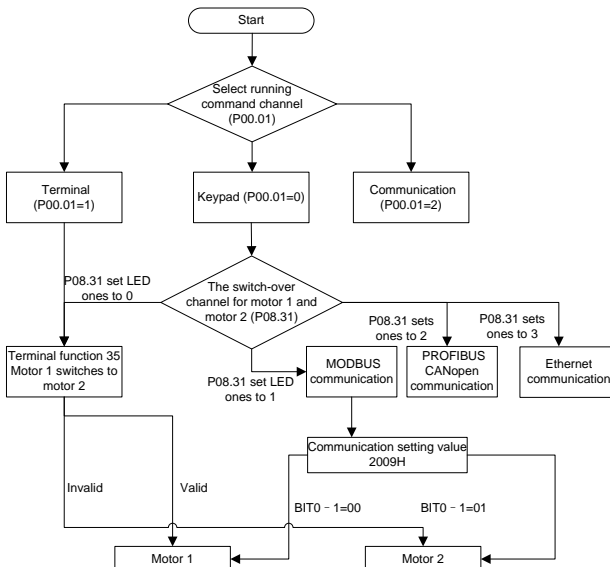 Start
Select running
command channel
(P00.01)
Terminal
(P00.01=1)
Keypad (P00.01=0)
Communication
(P00.01=2)
P08.31 set LED
ones to 0
The switch-over
channel for motor 1 and
motor 2 (P08.31)
P08.31 sets
ones to 2
P08.31 sets
ones to 3
Terminal function 35
Motor 1 switches to
motor 2
P08.31 set LED
ones to 1
MODBUS
communication
PROFIBUS
CANopen
communication
Ethernet
communication
Communication setting value
2009H
Invalid
Valid
BIT0﹣1=00
BIT0﹣1=01
Motor 1
Motor 2